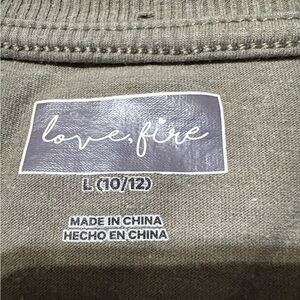 love, fire
L (10/12)
MADE IN CHINA
HECHO EN CHINA